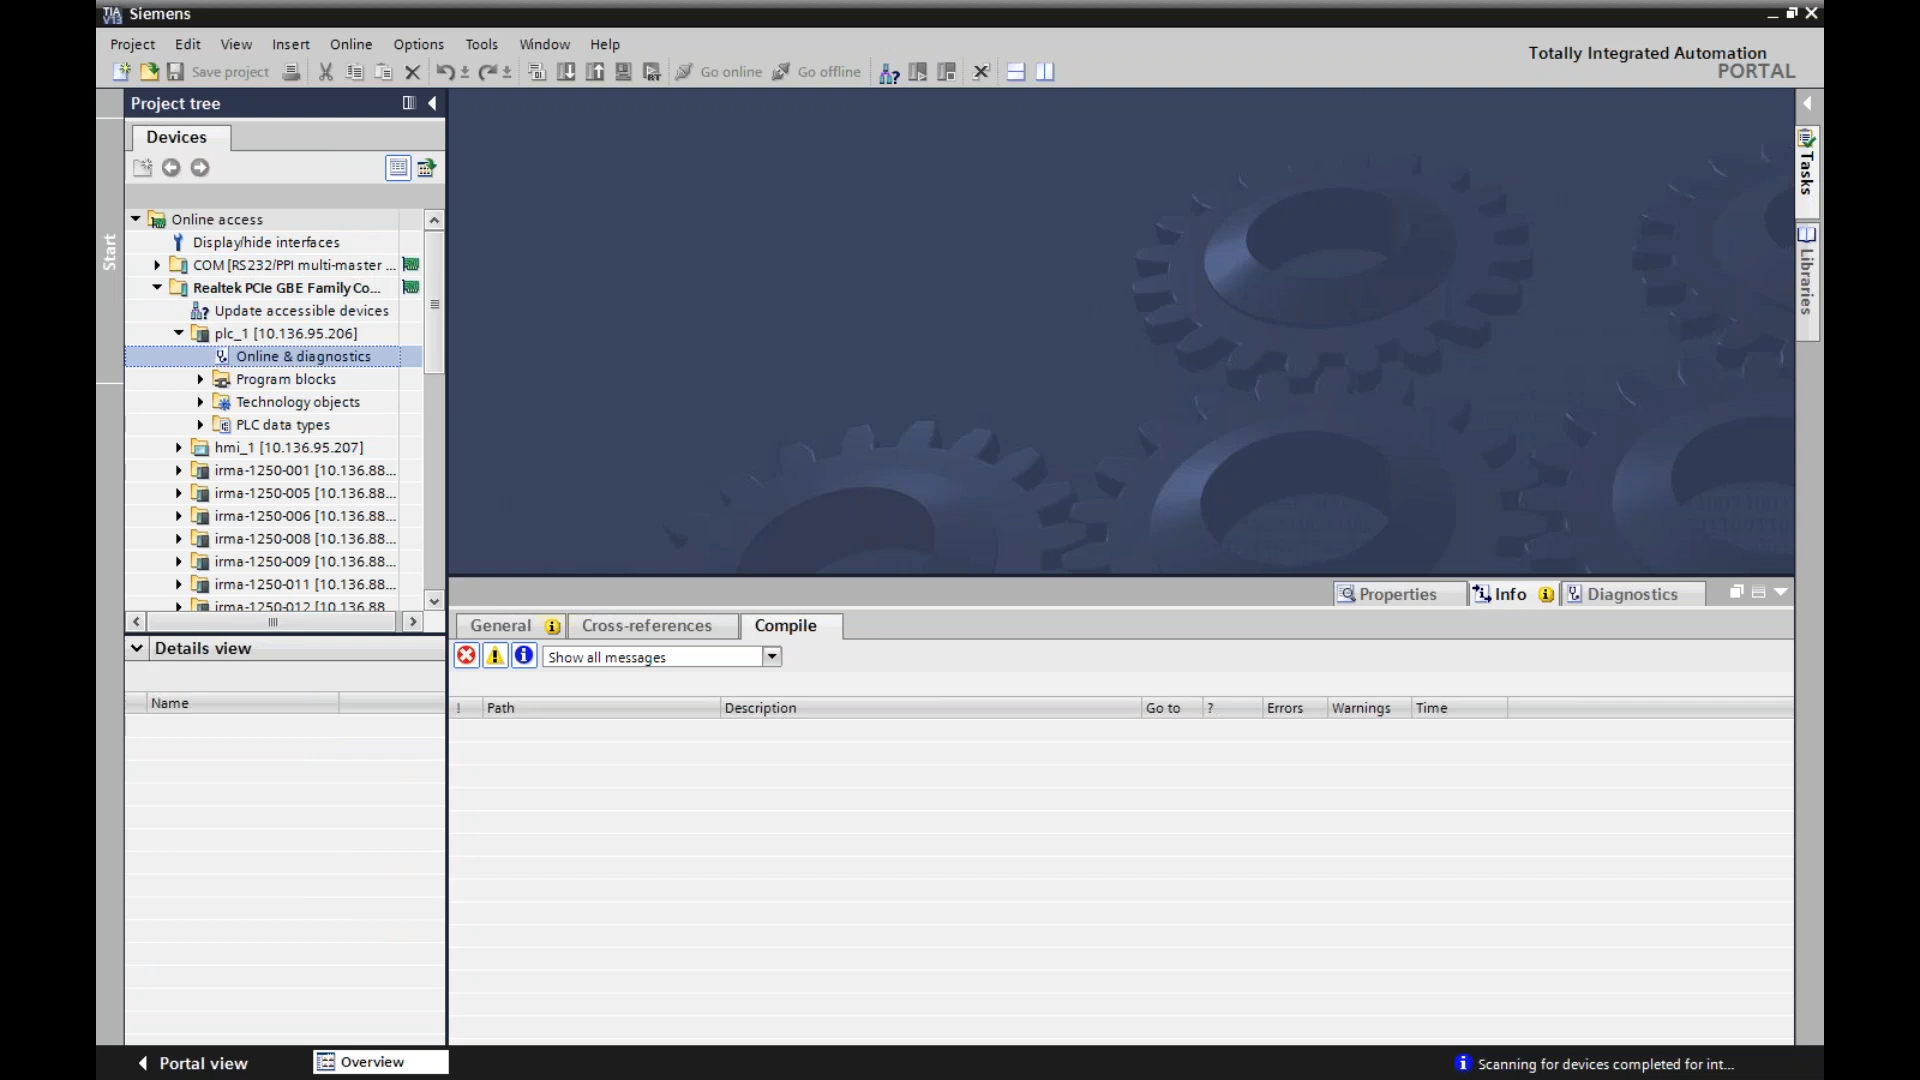 TIA V13 Siemens
Project Edit View Insert Online Options Tools Window Help
Totally Integrated Automation
PORTAL
Save project Go online Go offline
Project tree
Devices
Start
Online access
Display/hide interfaces
COM [RS232/PPI multi-master ...
Realtek PCIe GBE Family Co...
Update accessible devices
plc_1 [10.136.95.206]
Online & diagnostics
Program blocks
Technology objects
PLC data types
hmi_1 [10.136.95.207]
irma-1250-001 [10.136.88...
irma-1250-005 [10.136.88...
irma-1250-006 [10.136.88...
irma-1250-008 [10.136.88...
irma-1250-009 [10.136.88...
irma-1250-011 [10.136.88...
irma-1250-012 [10.136.88
Tasks
Libraries
Details view
Name
Properties Info Diagnostics
General Cross-references Compile
Show all messages
! Path Description Go to ? Errors Warnings Time
Portal view Overview
Scanning for devices completed for int...